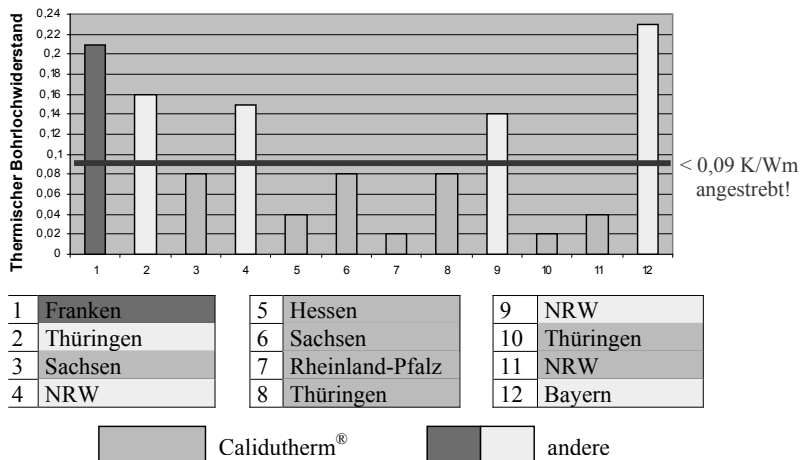 Thermischer Bohrlochwiderstand
0,24
0,22
0,2
0,18
0,16
0,14
0,12
0,1
0,08
0,06
0,04
0,02
0
1 2 3 4 5 6 7 8 9 10 11 12
< 0,09 K/Wm
angestrebt!
1 Franken
2 Thüringen
3 Sachsen
4 NRW
5 Hessen
6 Sachsen
7 Rheinland-Pfalz
8 Thüringen
9 NRW
10 Thüringen
11 NRW
12 Bayern
Calidutherm® andere